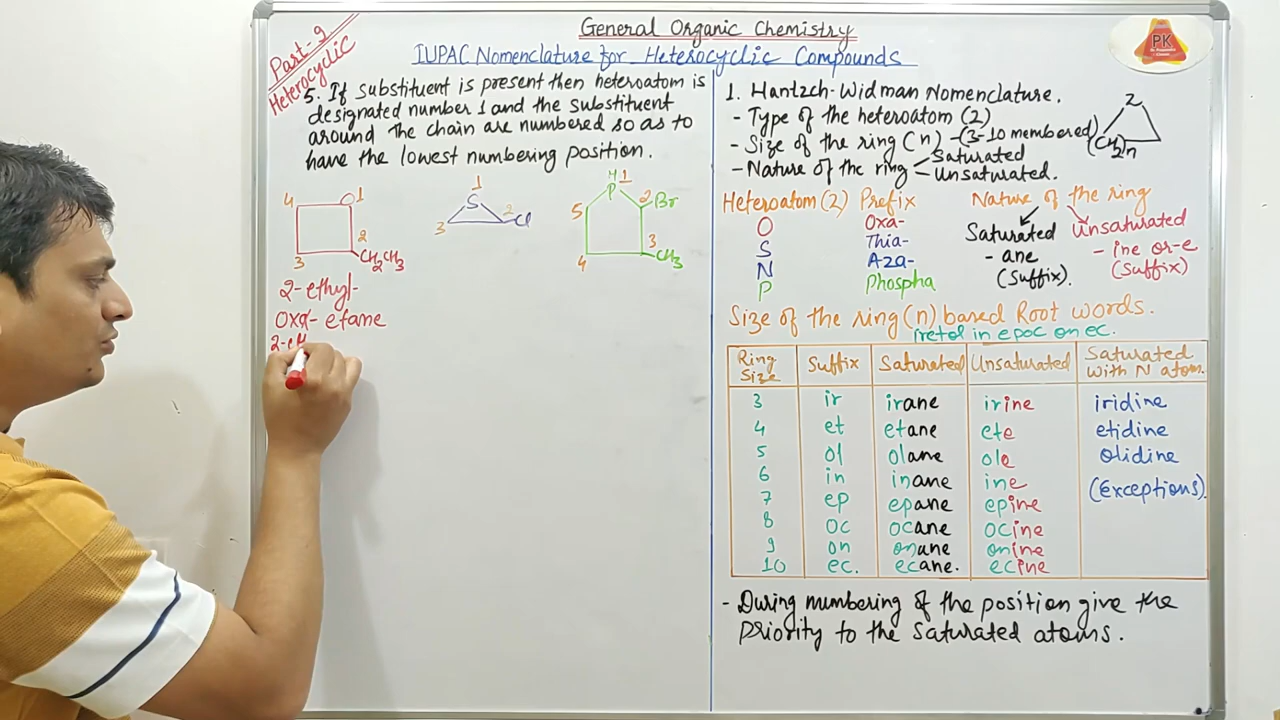 General Organic Chemistry
IUPAC Nomenclature for Heterocyclic Compounds
Part-9
Heterocyclic
5. If substituent is present then heteroatom is
designated number 1 and the substituent
around the chain are numbered so as to
have the lowest numbering position.
4 O 1
3 2
CH2CH3
2-ethyl-
Oxa-etane
2-eth
1
S
3 2 Cl
H 1
P
5 2 Br
4 3 CH3
1. Hantzch-Widman Nomenclature.
- Type of the heteroatom (Z)
- Size of the ring (n) - (3-10 membered)
- Nature of the ring - Saturated
- Unsaturated.
Z
(CH2)n
Heteroatom (Z) Prefix
O Oxa-
S Thia-
N Aza-
P Phospha
Nature of the ring
Saturated
- ane
(Suffix).
Unsaturated
- ine or -e
(Suffix)
Size of the ring (n) based Root words.
iretol in epoc on ec.
Ring Size Suffix Saturated Unsaturated Saturated with N atom.
3 ir irane irine iridine
4 et etane ete etidine
5 ol olane ole olidine
6 in inane ine (exceptions).
7 ep epane epine
8 oc ocane ocine
9 on onane onine
10 ec. ecane. ecine
- During numbering of the position give the
priority to the saturated atoms.
PK